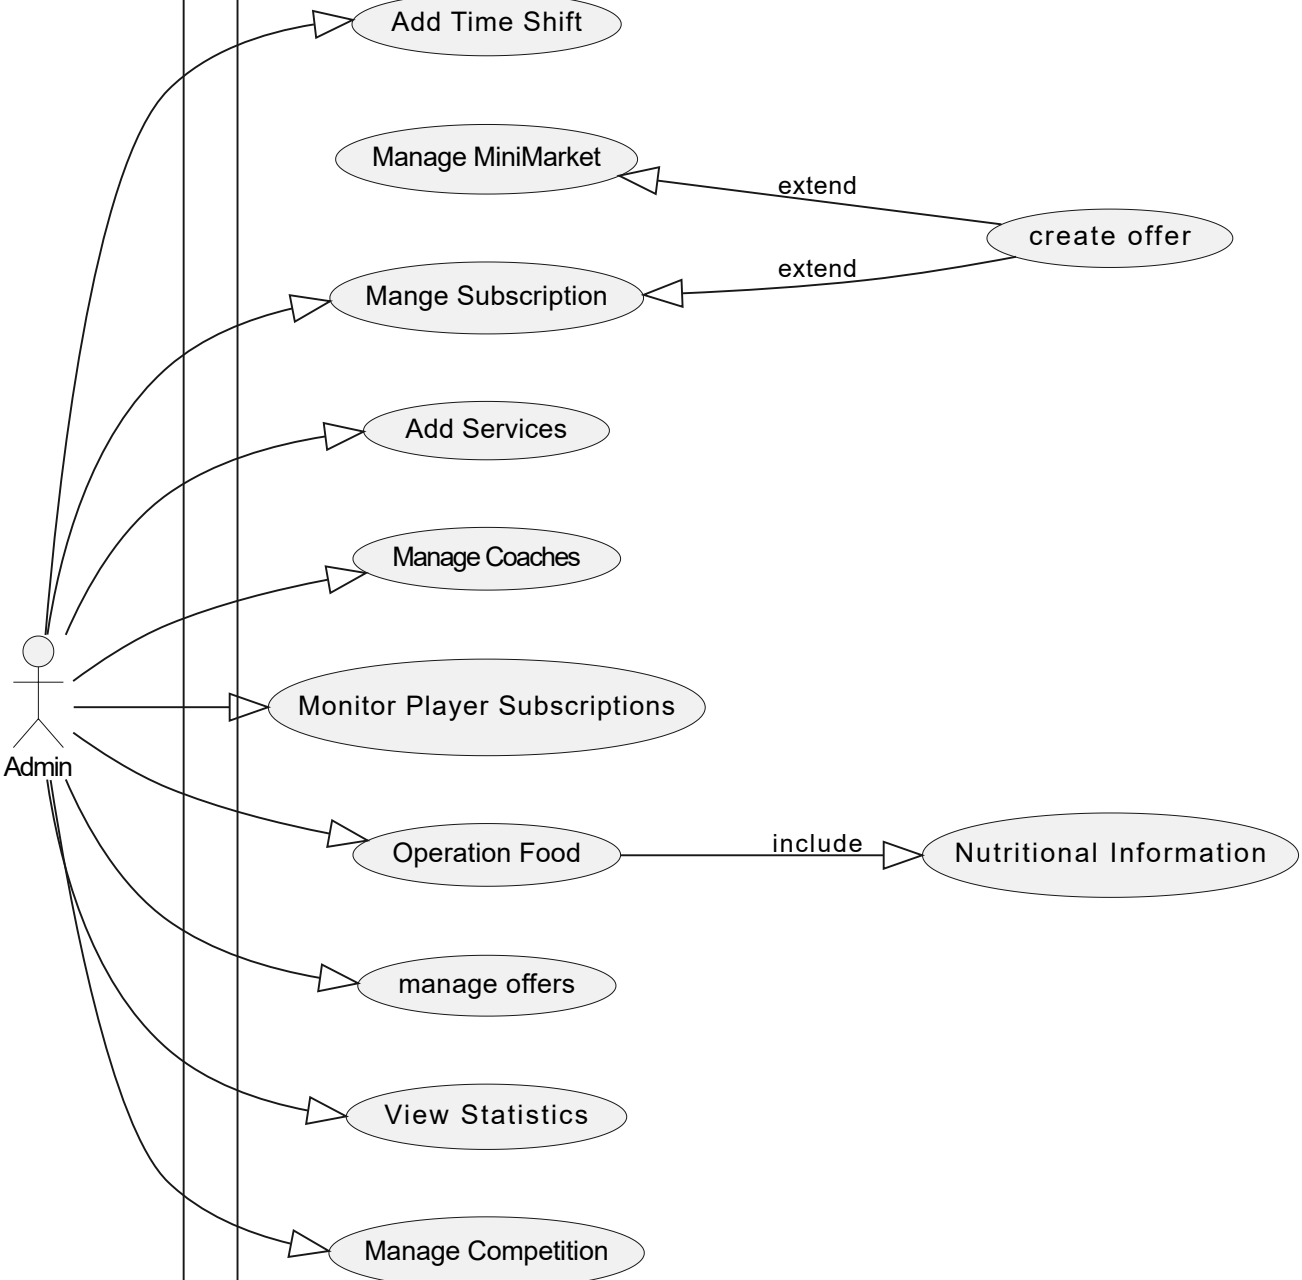 Add Time Shift
Manage MiniMarket
extend
create offer
extend
Mange Subscription
Add Services
Manage Coaches
Monitor Player Subscriptions
Admin
Operation Food
include
Nutritional Information
manage offers
View Statistics
Manage Competition